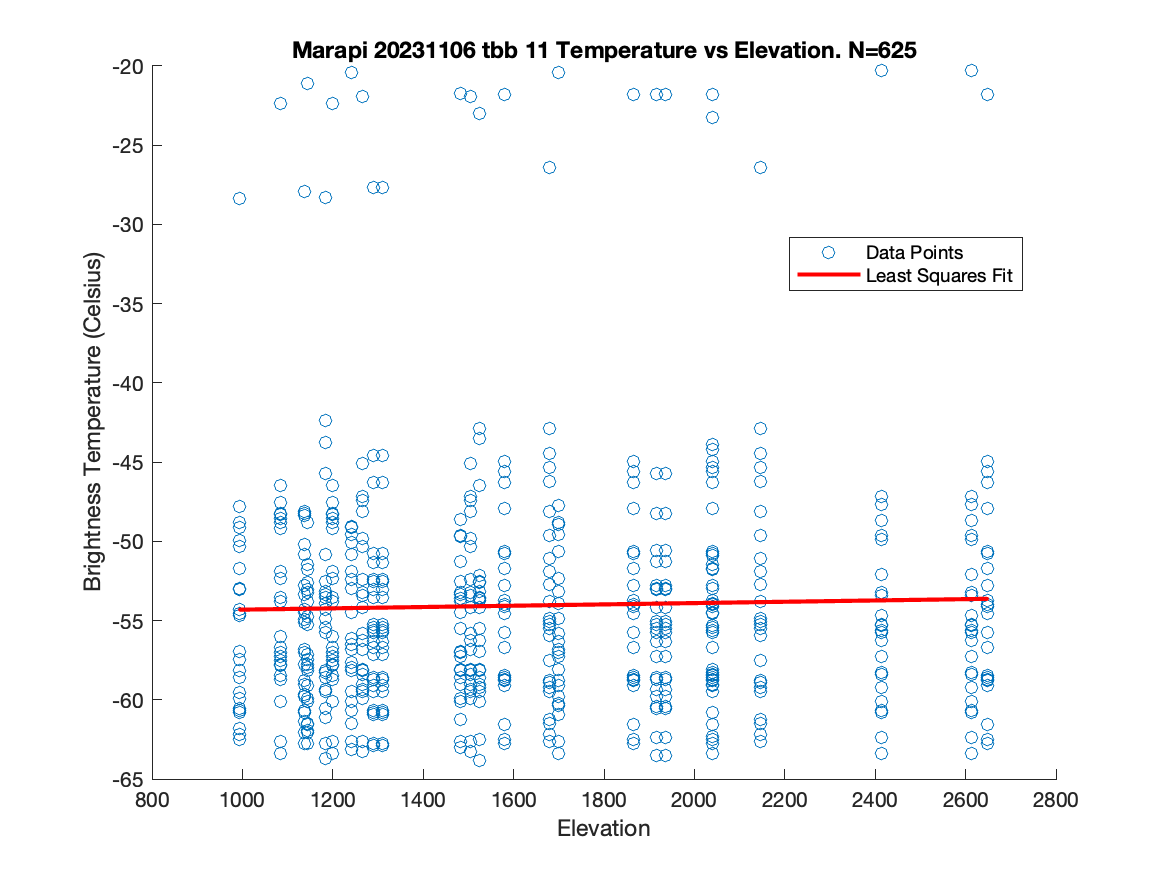 Marapi 20231106 tbb 11 Temperature vs Elevation. N=625
-20
-25
-30
-35
-40
-45
-50
-55
-60
-65
Brightness Temperature (Celsius)
Data Points
Least Squares Fit
800 1000 1200 1400 1600 1800 2000 2200 2400 2600 2800
Elevation